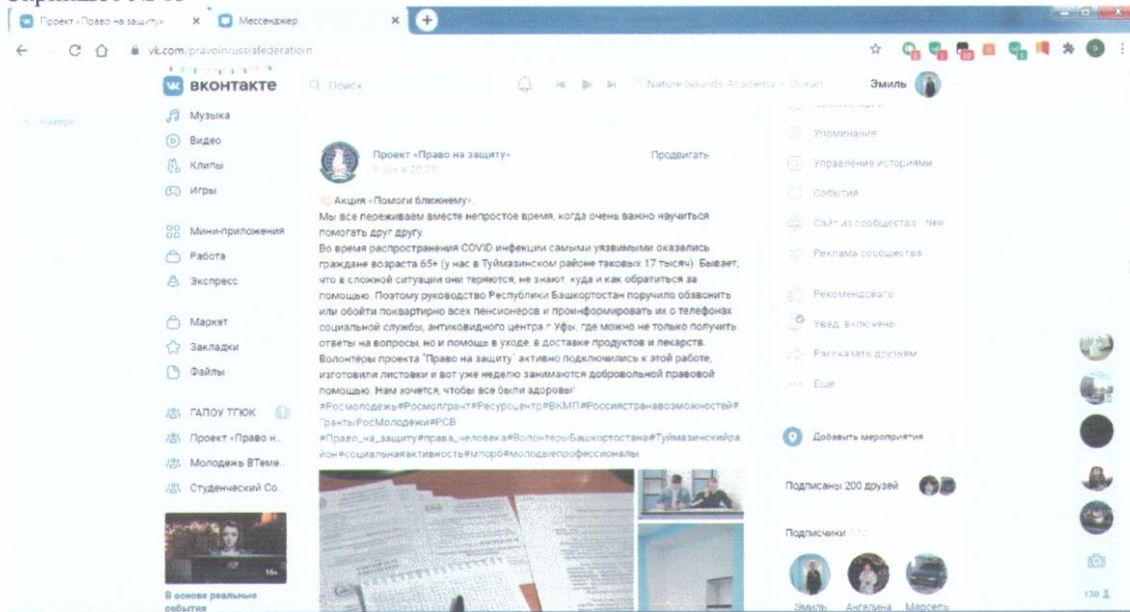 Проект «Право на защиту»
Мессенджер
vk.com/pravoinrussiafederatioin
ВКОНТАКТЕ
Поиск
Nature Sounds Academy – Ocean
Эмиль
Музыка
Видео
Клипы
Игры
Мини-приложения
Работа
Экспресс
Маркет
Закладки
Файлы
ГАПОУ ТГЮК
Проект «Право н..
Молодежь ВТеме..
Студенческий Со..
16+
В основе реальные
события
Проект «Право на защиту»
Продвигать
Акция «Помоги ближнему».
Мы все переживаем вместе непростое время, когда очень важно научиться
помогать друг другу.
Во время распространения COVID инфекции самыми уязвимыми оказались
граждане возраста 65+ (у нас в Туймазинском районе таковых 17 тысяч). Бывает,
что в сложной ситуации они теряются, не знают, куда и как обратиться за
помощью. Поэтому руководство Республики Башкортостан поручило обзвонить
или обойти поквартирно всех пенсионеров и проинформировать их о телефонах
социальной службы, антиковидного центра г.Уфы, где можно не только получить
ответы на вопросы, но и помощь в уходе, в доставке продуктов и лекарств.
Волонтеры проекта "Право на защиту" активно подключились к этой работе,
изготовили листовки и вот уже неделю занимаются добровольной правовой
помощью. Нам хочется, чтобы все были здоровы!
#Росмолодежь#Росмолгрант#Ресурсцентр#ВКМП#Россиястранавозможностей#
ГрантыРосМолодежи#РСВ
#Право_на_защиту#права_человека#ВолонтерыБашкортостана#Туймазинскийра
йон#социальнаяактивность#мпорб#молодыепрофессионалы
Упоминания
Управление историями
События
Сайт из сообщества New
Реклама сообщества
Рекомендовать
Увед. включены
Рассказать друзьям
Ещё
Добавить мероприятия
Подписаны 200 друзей
Подписчики
Эмиль
Ангелина
Марсель
130